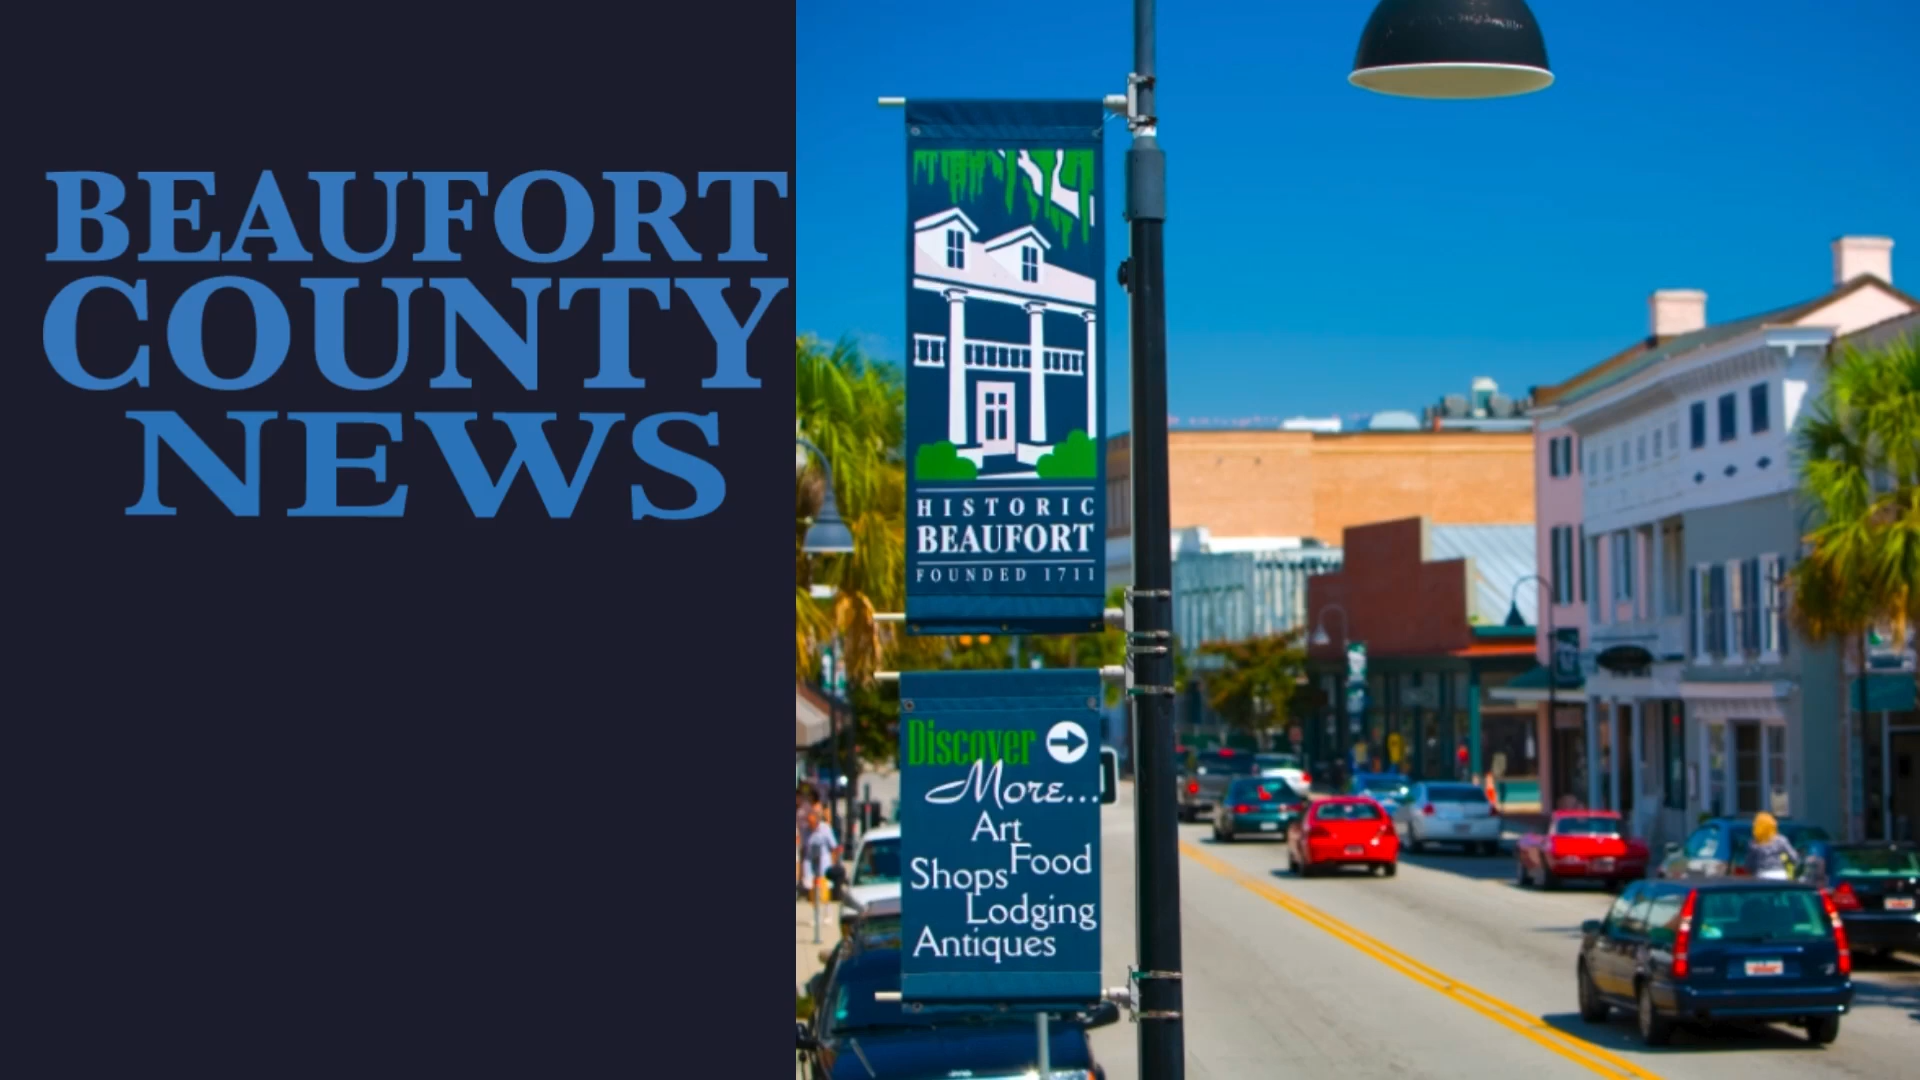 BEAUFORT
COUNTY
NEWS
HISTORIC
BEAUFORT
FOUNDED 1711
Discover
More...
Art
Food
Shops
Lodging
Antiques